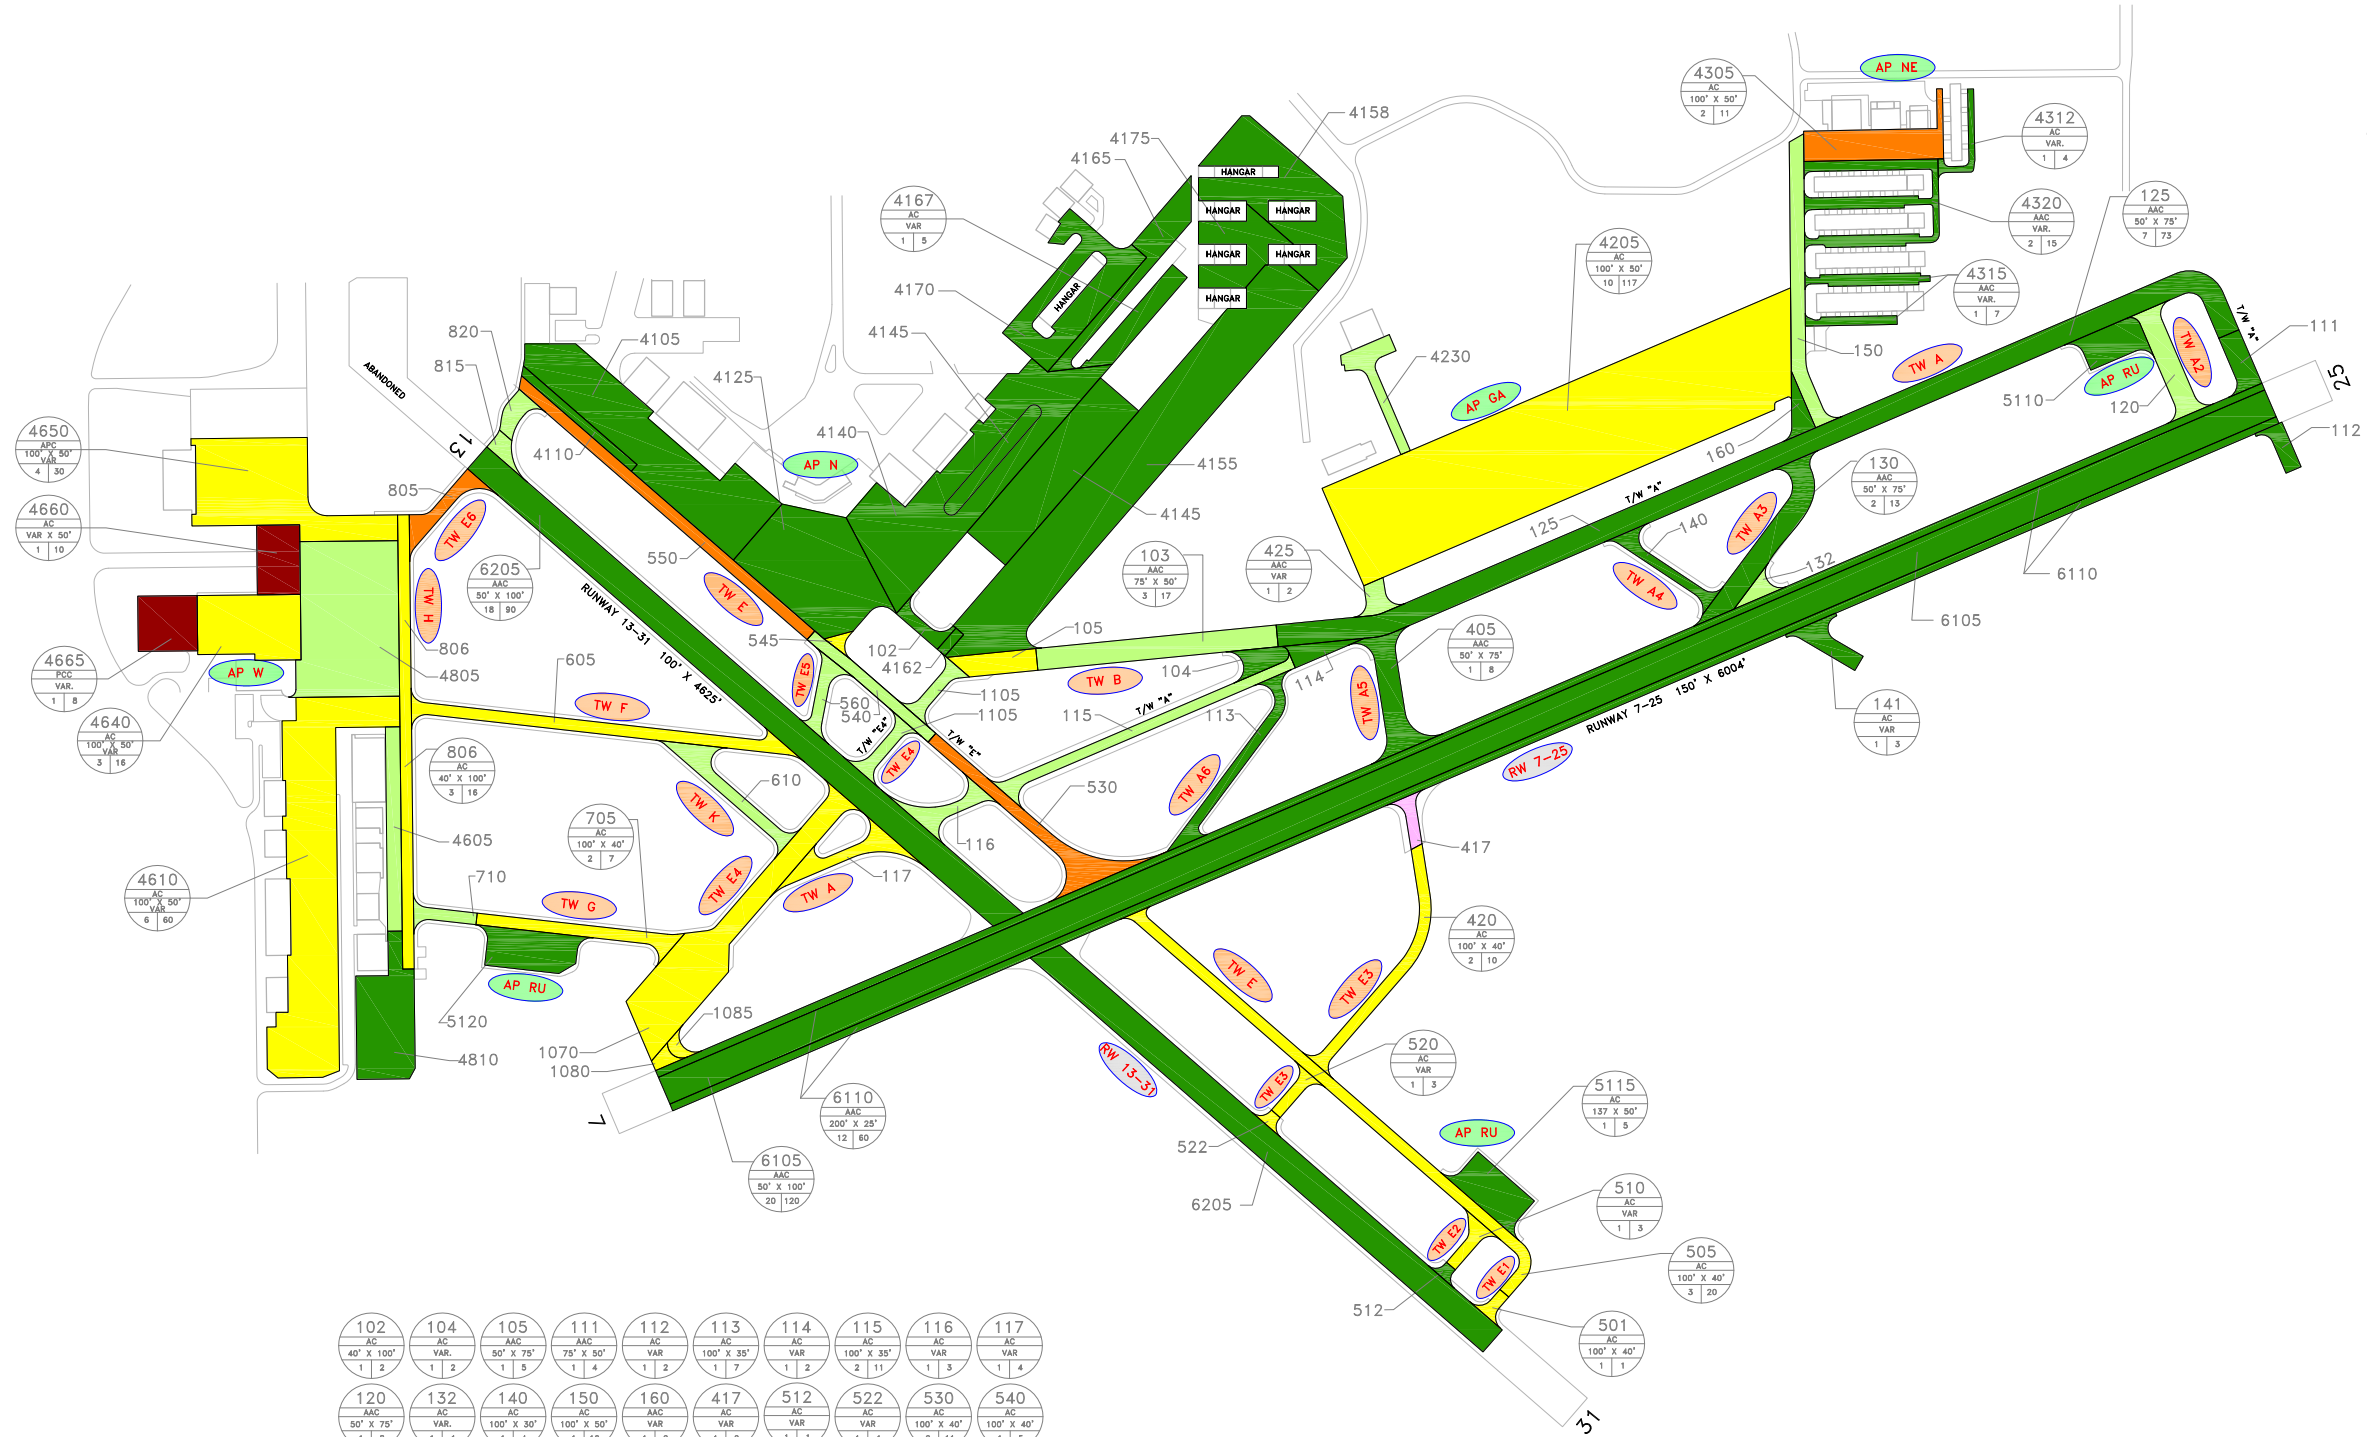 AP NE
4305
AC
100' X 50'
2 11
4312
AC
VAR.
1 4
4320
AAC
VAR.
2 15
4315
AAC
VAR.
1 7
125
AAC
50' X 75'
7 73
4158
4175
4165
HANGAR
HANGAR
HANGAR
HANGAR
HANGAR
HANGAR
4167
AC
VAR
1 5
4205
AC
100' X 50'
10 117
4170
HANGAR
4145
4105
820
815
ABANDONED
4125
4140
AP N
4110
13
4230
AP GA
150
TW A
T/W "A"
111
TW A2
AP RU
5110
120
25
112
4155
4145
160
T/W "A"
130
AAC
50' X 75'
2 13
4650
APC
100' X 50'
VAR
4 30
4660
AC
VAR X 50'
1 10
805
TW E6
TW H
6205
AAC
50' X 100'
18 90
550
TW E
RUNWAY 13-31 100' X 4625'
103
AAC
75' X 50'
3 17
425
AAC
VAR
1 2
125
140
TW A3
TW A4
132
6110
6105
4665
PCC
VAR.
1 8
AP W
806
4805
605
TW F
545
102
4162
105
TW E5
560
540
T/W "E4"
1105
1105
T/W "E"
TW B
104
T/W "A"
115
114
113
TW A5
405
AAC
50' X 75'
1 8
141
AC
VAR
1 3
RUNWAY 7-25 150' X 6004'
RW 7-25
4640
AC
100' X 50'
VAR
3 16
806
AC
40' X 100'
3 16
610
TW K
TW E4
TW A6
530
4605
705
AC
100' X 40'
2 7
116
417
4610
AC
100' X 50'
VAR
6 60
710
TW G
TW E4
TW A
117
420
AC
100' X 40'
2 10
AP RU
5120
4810
1085
1070
1080
7
6110
AAC
200' X 25'
12 60
6105
AAC
50' X 100'
20 120
TW E
TW E3
RW 13-31
TW E3
520
AC
VAR
1 3
522
6205
AP RU
5115
AC
137 X 50'
1 5
510
AC
VAR
1 3
TW E2
TW E1
505
AC
100' X 40'
3 20
512
501
AC
100' X 40'
1 1
31
102
AC
40' X 100'
1 2
104
AC
VAR.
1 2
105
AAC
50' X 75'
1 5
111
AAC
75' X 50'
1 4
112
AC
VAR
1 2
113
AC
100' X 35'
1 7
114
AC
VAR
1 2
115
AC
100' X 35'
2 11
116
AC
VAR
1 3
117
AC
VAR
1 4
120
AAC
50' X 75'
132
AC
VAR.
140
AC
100' X 30'
150
AC
100' X 50'
160
AAC
VAR
417
AC
VAR
512
AC
VAR
522
AC
VAR
530
AC
100' X 40'
540
AC
100' X 40'